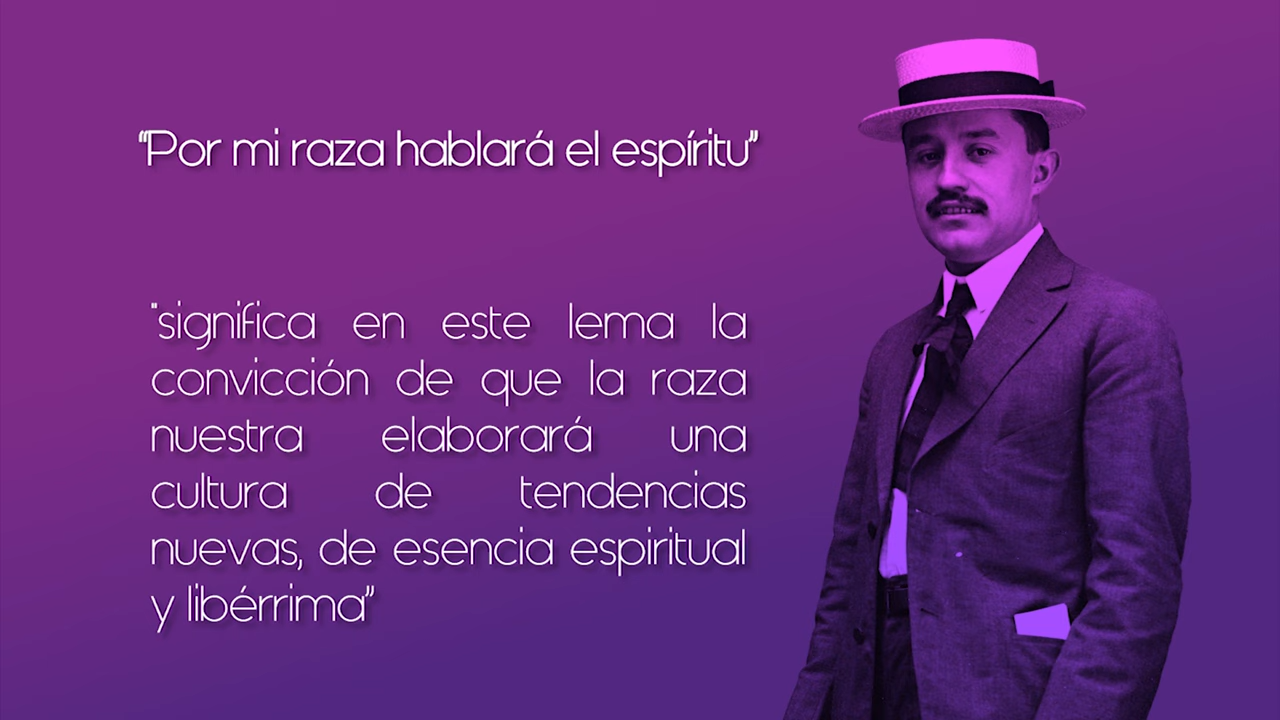 “Por mi raza hablará el espíritu”
"significa en este lema la
convicción de que la raza
nuestra elaborará una
cultura de tendencias
nuevas, de esencia espiritual
y libérrima”